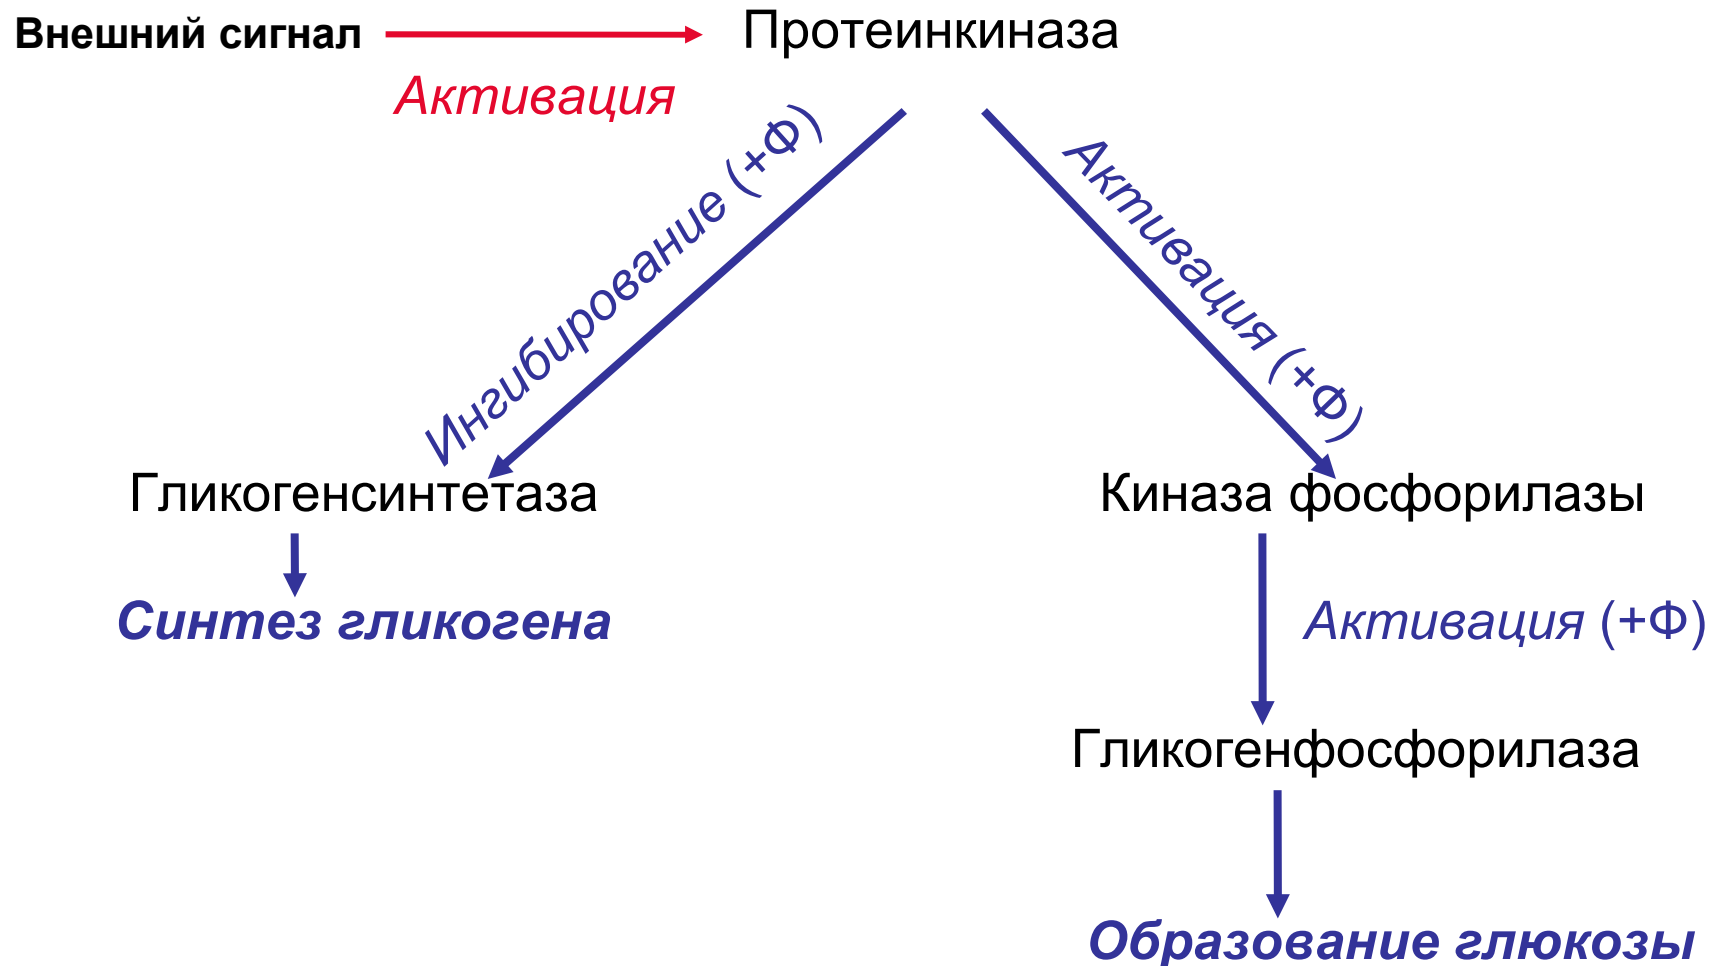 Внешний сигнал
Протеинкиназа
Активация
Ингибирование (+Ф)
Активация (+Ф)
Гликогенсинтетаза
Киназа фосфорилазы
Синтез гликогена
Активация (+Ф)
Гликогенфосфорилаза
Образование глюкозы